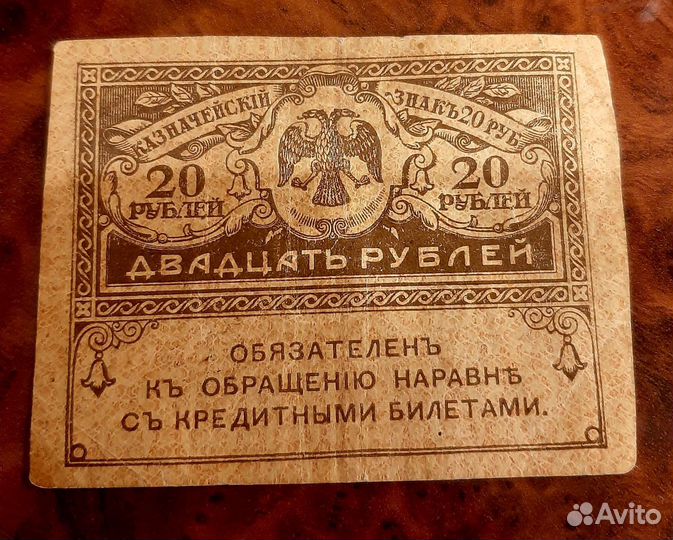 КАЗНАЧЕЙСКІЙ ЗНАКЪ 20 РУБ.
20 РУБЛЕЙ
20 РУБЛЕЙ
ДВАДЦАТЬ РУБЛЕЙ
ОБЯЗАТЕЛЕНЪ
КЪ ОБРАЩЕНІЮ НАРАВНѢ
СЪ КРЕДИТНЫМИ БИЛЕТАМИ.
Avito